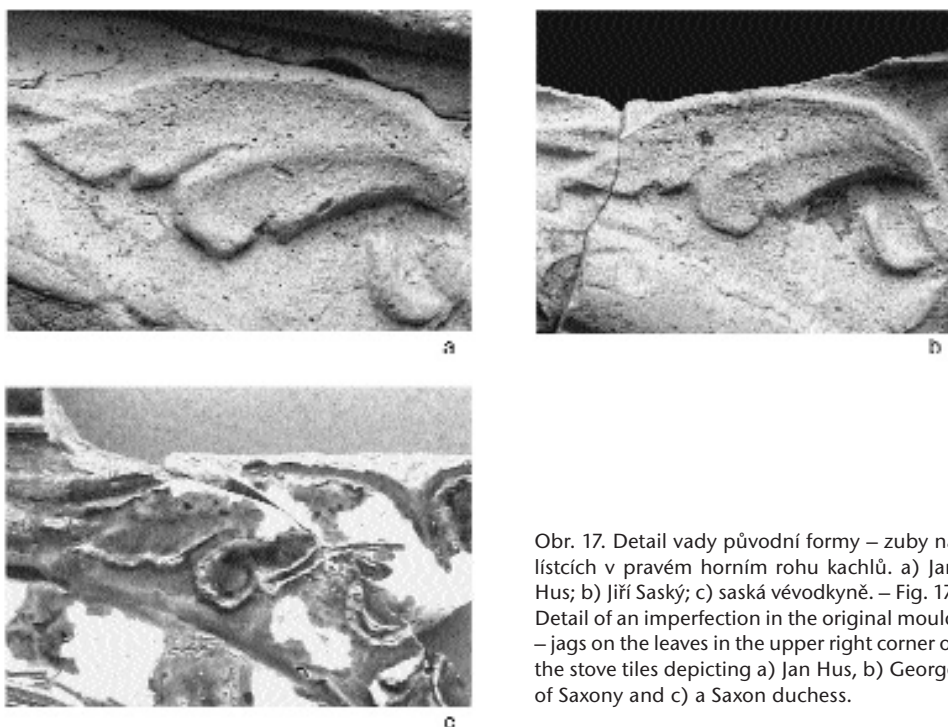 a
b
c
Obr. 17. Detail vady původní formy – zuby na
lístcích v pravém horním rohu kachlů. a) Jan
Hus; b) Jiří Saský; c) saská vévodkyně. – Fig. 17.
Detail of an imperfection in the original mould
– jags on the leaves in the upper right corner of
the stove tiles depicting a) Jan Hus, b) George
of Saxony and c) a Saxon duchess.